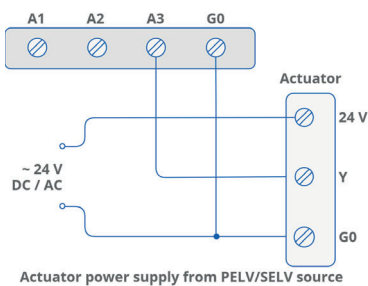 A1 A2 A3 G0
Actuator
24 V
~ 24 V
DC / AC
Y
G0
Actuator power supply from PELV/SELV source